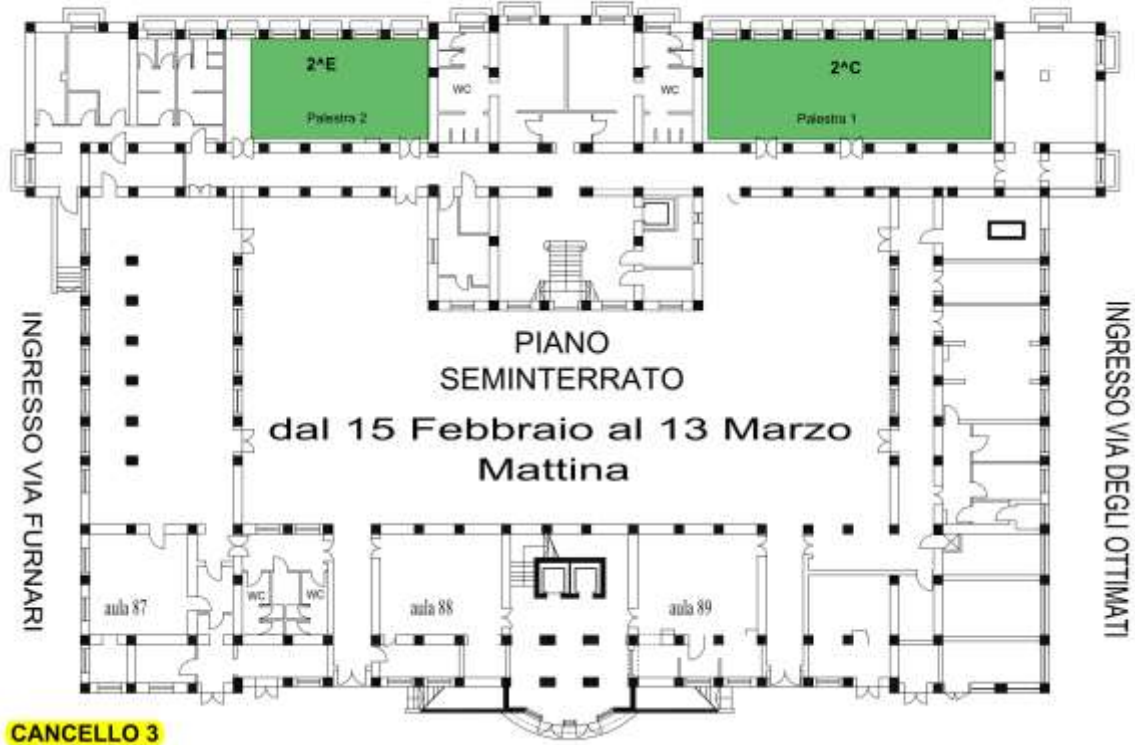 2^E
2^C
WC
WC
Palestra 2
Palestra 1
PIANO
SEMINTERRATO
dal 15 Febbraio al 13 Marzo
Mattina
INGRESSO VIA FURNARI
INGRESSO VIA DEGLI OTTIMATI
WC
WC
aula 87
aula 88
aula 89
CANCELLO 3